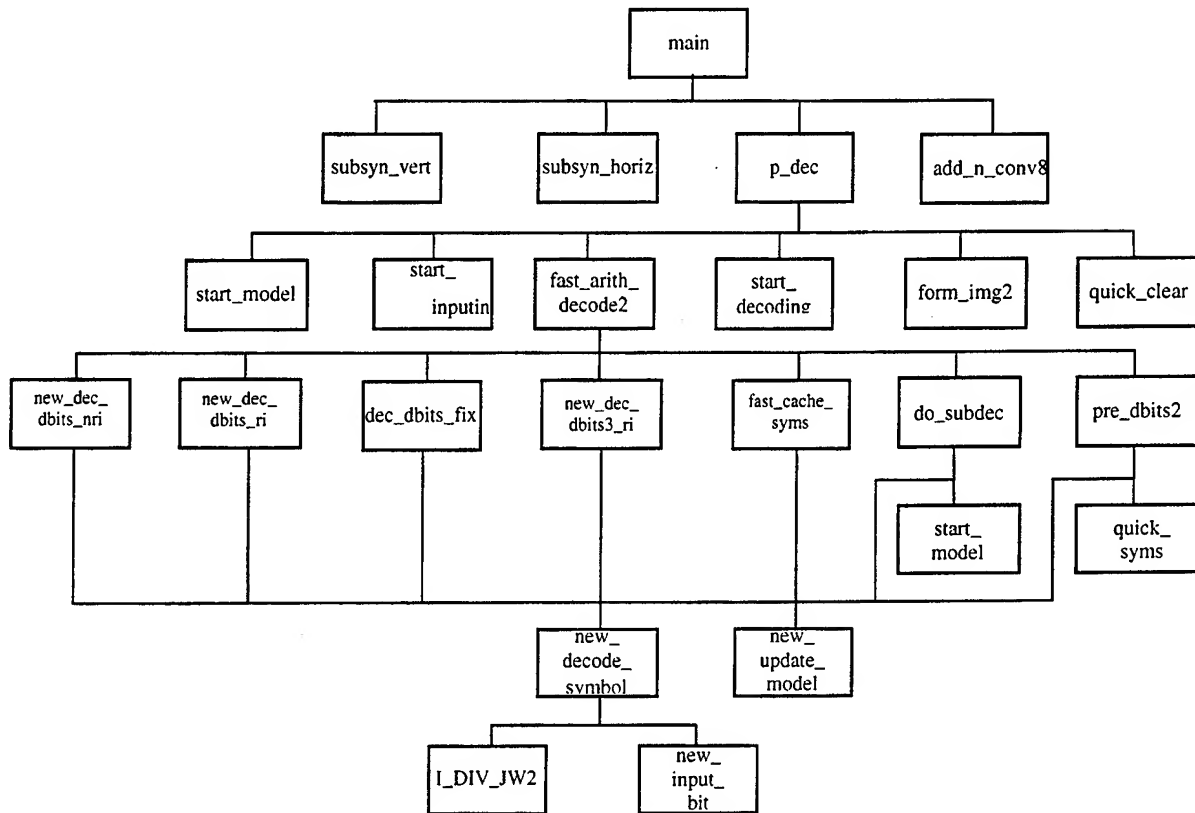 main
subsyn_vert
subsyn_horiz
p_dec
add_n_conv8
start_model
start_
inputin
fast_arith_
decode2
start_
decoding
form_img2
quick_clear
new_dec_
dbits_nri
new_dec_
dbits_ri
dec_dbits_fix
new_dec_
dbits3_ri
fast_cache_
syms
do_subdec
pre_dbits2
start_
model
quick_
syms
new_
decode_
symbol
new_
update_
model
I_DIV_JW2
new_
input_
bit